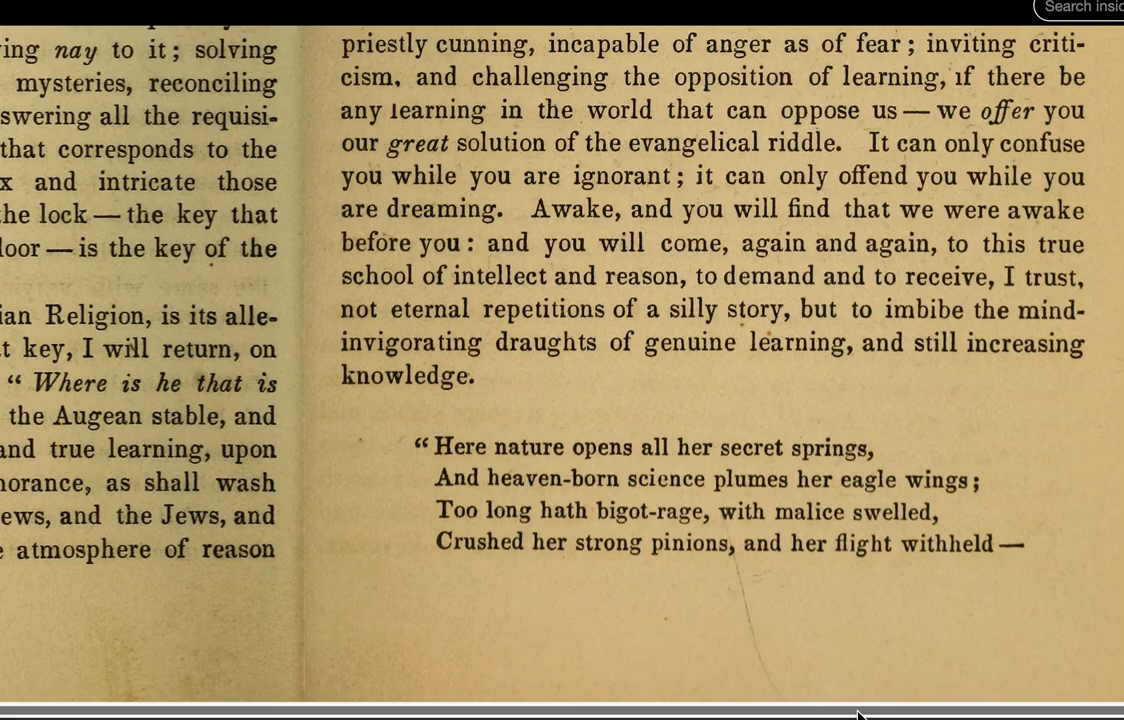 Search insid
ing nay to it; solving
mysteries, reconciling
swering all the requisi-
that corresponds to the
x and intricate those
he lock — the key that
loor — is the key of the
ian Religion, is its alle-
t key, I will return, on
“ Where is he that is
the Augean stable, and
and true learning, upon
norance, as shall wash
ews, and the Jews, and
e atmosphere of reason
priestly cunning, incapable of anger as of fear; inviting criti-
cism, and challenging the opposition of learning, if there be
any learning in the world that can oppose us — we offer you
our great solution of the evangelical riddle. It can only confuse
you while you are ignorant; it can only offend you while you
are dreaming. Awake, and you will find that we were awake
before you: and you will come, again and again, to this true
school of intellect and reason, to demand and to receive, I trust,
not eternal repetitions of a silly story, but to imbibe the mind-
invigorating draughts of genuine learning, and still increasing
knowledge.
“ Here nature opens all her secret springs,
And heaven-born science plumes her eagle wings;
Too long hath bigot-rage, with malice swelled,
Crushed her strong pinions, and her flight withheld —